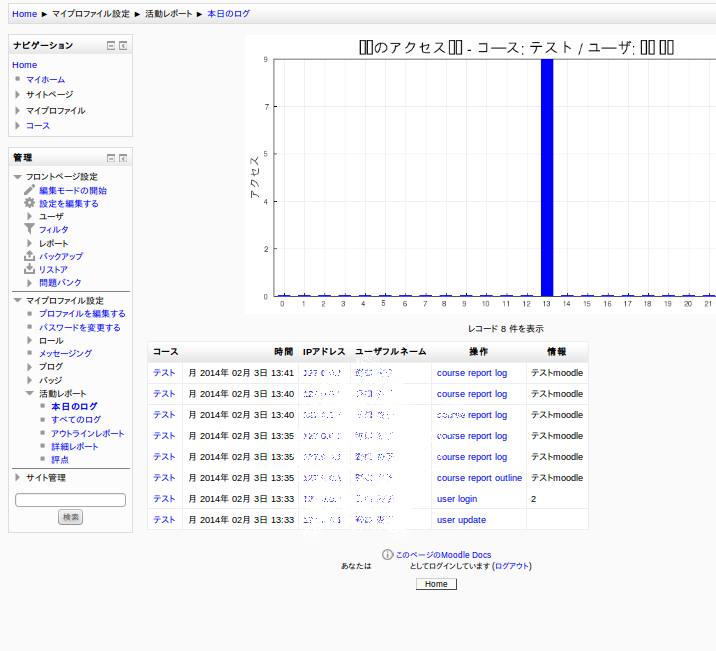 Home ► マイプロファイル設定 ► 活動レポート ► 本日のログ
ナビゲーション
Home
マイホーム
サイトページ
マイプロファイル
コース
管理
フロントページ設定
編集モードの開始
設定を編集する
ユーザ
フィルタ
レポート
バックアップ
リストア
問題バンク
マイプロファイル設定
プロファイルを編集する
パスワードを変更する
ロール
メッセージング
ブログ
バッジ
活動レポート
本日のログ
すべてのログ
アウトラインレポート
詳細レポート
評点
サイト管理
検索
のアクセス - コース: テスト / ユーザ:
アクセス
9
7
5
4
2
0
0 1 2 3 4 5 6 7 8 9 10 11 12 13 14 15 16 17 18 19 20 21
レコード 8 件を表示
コース 時間 IPアドレス ユーザフルネーム 操作 情報
テスト 月 2014年 02月 3日 13:41 course report log テストmoodle
テスト 月 2014年 02月 3日 13:40 course report log テストmoodle
テスト 月 2014年 02月 3日 13:40 course report log テストmoodle
テスト 月 2014年 02月 3日 13:35 course report log テストmoodle
テスト 月 2014年 02月 3日 13:35 course report log テストmoodle
テスト 月 2014年 02月 3日 13:35 course report outline テストmoodle
テスト 月 2014年 02月 3日 13:33 user login 2
テスト 月 2014年 02月 3日 13:33 user update
このページのMoodle Docs
あなたは としてログインしています (ログアウト)
Home